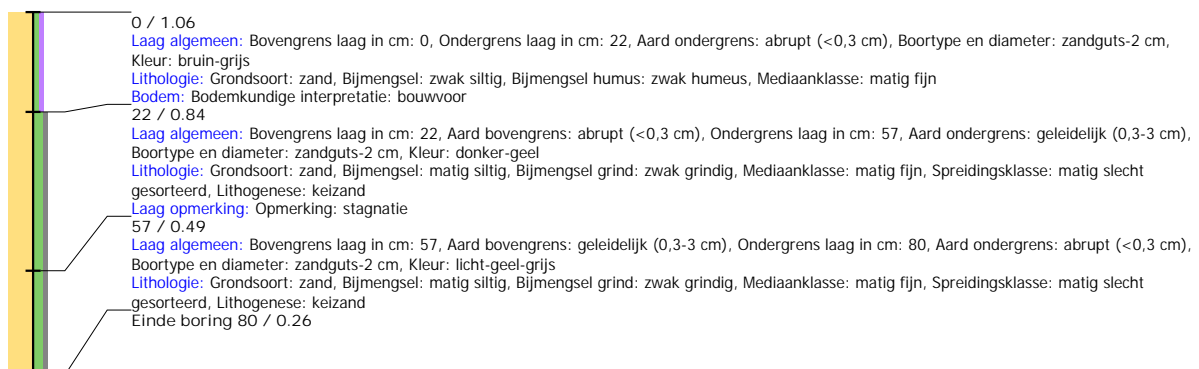 0 / 1.06
Laag algemeen: Bovengrens laag in cm: 0, Ondergrens laag in cm: 22, Aard ondergrens: abrupt (<0,3 cm), Boortype en diameter: zandguts-2 cm,
Kleur: bruin-grijs
Lithologie: Grondsoort: zand, Bijmengsel: zwak siltig, Bijmengsel humus: zwak humeus, Mediaanklasse: matig fijn
Bodem: Bodemkundige interpretatie: bouwvoor
22 / 0.84
Laag algemeen: Bovengrens laag in cm: 22, Aard bovengrens: abrupt (<0,3 cm), Ondergrens laag in cm: 57, Aard ondergrens: geleidelijk (0,3-3 cm),
Boortype en diameter: zandguts-2 cm, Kleur: donker-geel
Lithologie: Grondsoort: zand, Bijmengsel: matig siltig, Bijmengsel grind: zwak grindig, Mediaanklasse: matig fijn, Spreidingsklasse: matig slecht
gesorteerd, Lithogenese: keizand
Laag opmerking: Opmerking: stagnatie
57 / 0.49
Laag algemeen: Bovengrens laag in cm: 57, Aard bovengrens: geleidelijk (0,3-3 cm), Ondergrens laag in cm: 80, Aard ondergrens: abrupt (<0,3 cm),
Boortype en diameter: zandguts-2 cm, Kleur: licht-geel-grijs
Lithologie: Grondsoort: zand, Bijmengsel: matig siltig, Bijmengsel grind: zwak grindig, Mediaanklasse: matig fijn, Spreidingsklasse: matig slecht
gesorteerd, Lithogenese: keizand
Einde boring 80 / 0.26